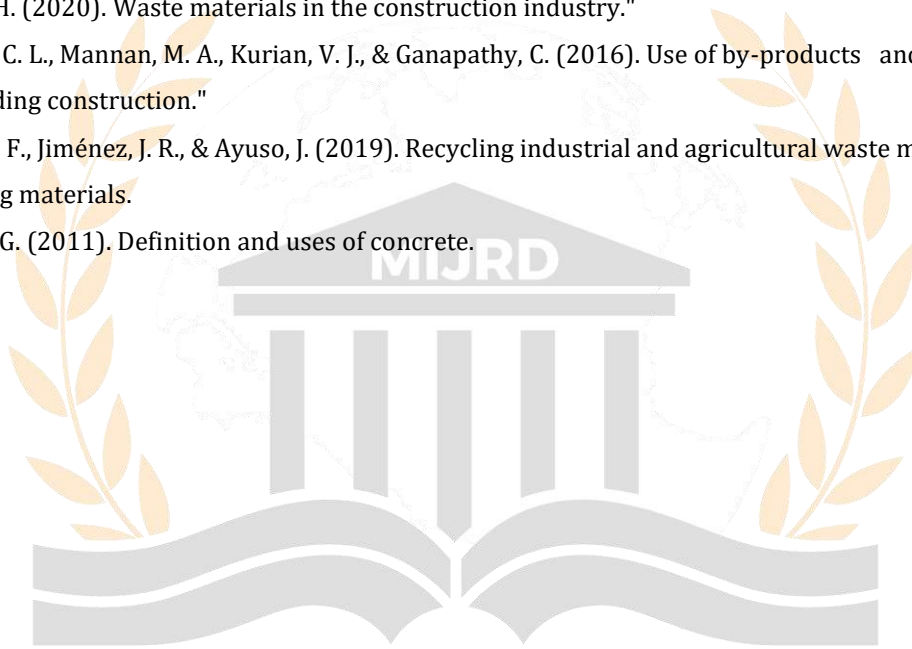 H. (2020). Waste materials in the construction industry."
C. L., Mannan, M. A., Kurian, V. J., & Ganapathy, C. (2016). Use of by-products and
ding construction."
F., Jiménez, J. R., & Ayuso, J. (2019). Recycling industrial and agricultural waste m
g materials.
G. (2011). Definition and uses of concrete.
MIJRD